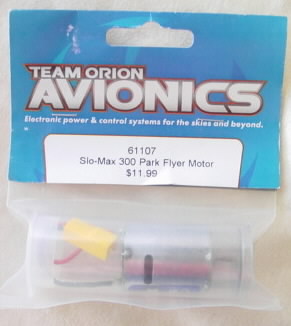 TEAM ORION
AVIONICS
Electronic power & control systems for the skies and beyond.
61107
Slo-Max 300 Park Flyer Motor
$11.99